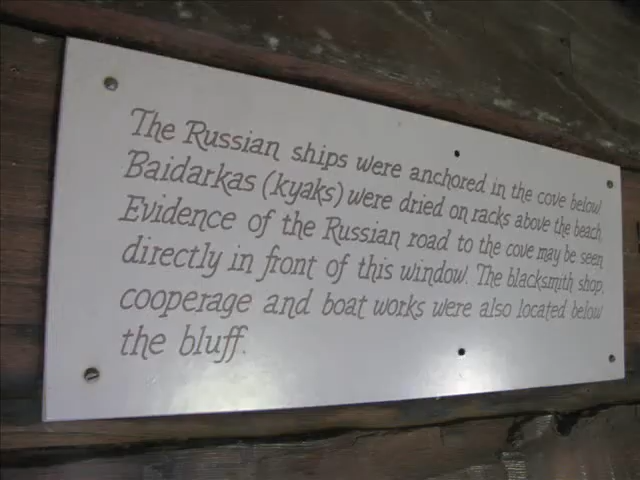 The Russian ships were anchored in the cove below.
Baidarkas (kyaks) were dried on racks above the beach.
Evidence of the Russian road to the cove may be seen
directly in front of this window. The blacksmith shop,
cooperage and boat works were also located below
the bluff.